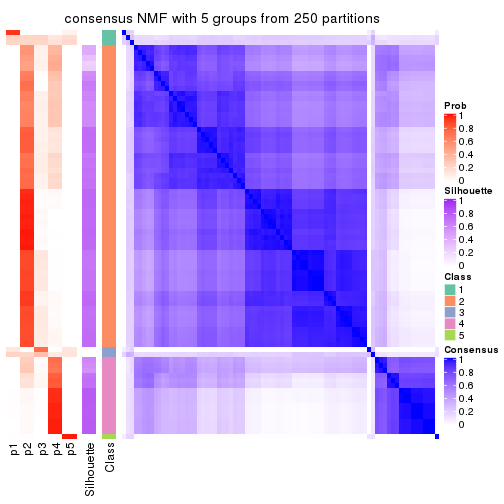 consensus NMF with 5 groups from 250 partitions
Prob
1
0.8
0.6
0.4
0.2
0
Silhouette
1
0.8
0.6
0.4
0.2
0
Class
1
2
3
4
5
Consensus
1
0.8
0.6
0.4
0.2
0
p1
p2
p3
p4
p5
Silhouette
Class